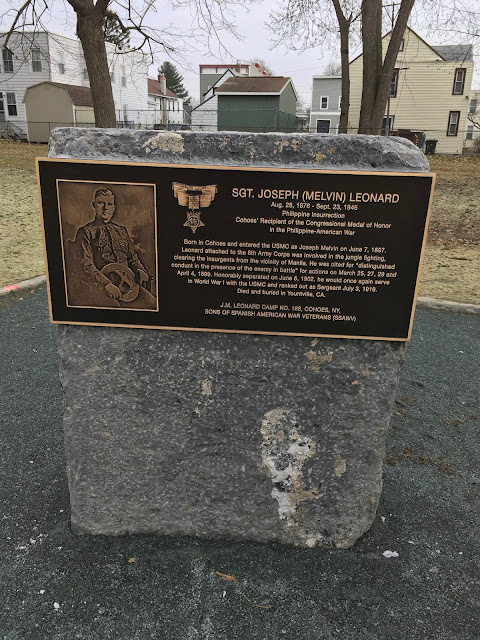 SGT. JOSEPH (MELVIN) LEONARD
Aug. 28, 1876 - Sept. 23, 1946
Philippine Insurrection
Cohoes' Recipient of the Congressional Medal of Honor
in the Philippine-American War
Born in Cohoes and entered the USMC as Joseph Melvin on June 7, 1897.
Leonard attached to the 8th Army Corps was involved in the jungle fighting,
clearing the insurgents from the vicinity of Manila. He was cited for "distinguished
conduct in the presence of the enemy in battle" for actions on March 25, 27, 29 and
April 4, 1899. Honorably separated on June 6, 1902, he would once again serve
in World War I with the USMC and ranked out as Sergeant July 3, 1919.
Died and buried in Yountville, CA.
J.M. LEONARD CAMP NO. 188, COHOES, NY,
SONS OF SPANISH AMERICAN WAR VETERANS (SSAWV)